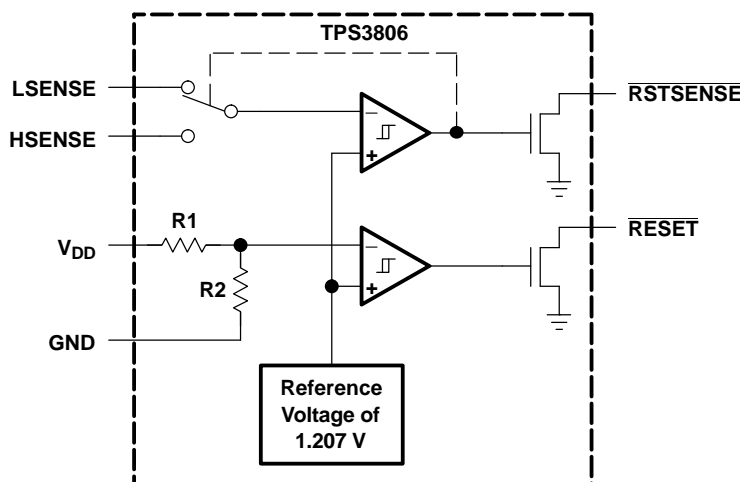 TPS3806
LSENSE
RSTSENSE
HSENSE
−
+
R1
VDD
RESET
−
R2
+
GND
Reference
Voltage of
1.207 V